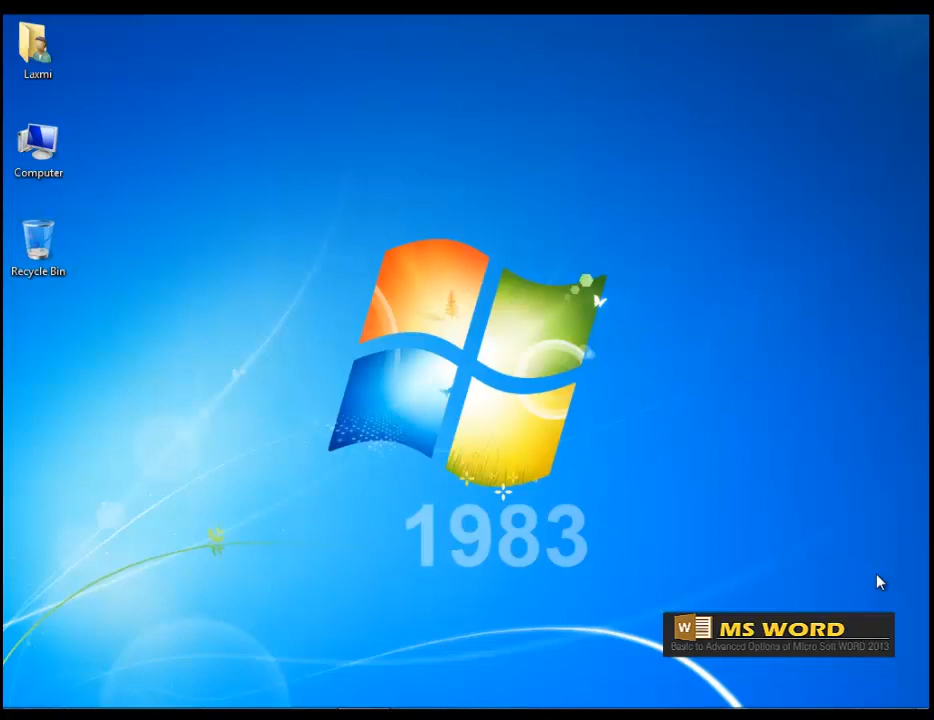 Laxmi
Computer
Recycle Bin
1983
W
MS WORD
Basic to Advanced Options of Micro Soft WORD 2013